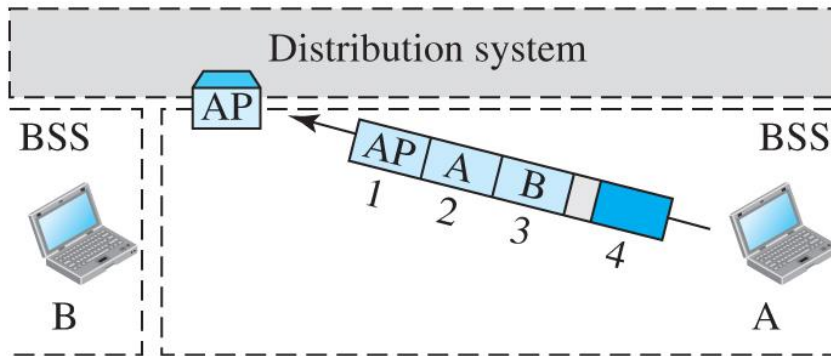 Distribution system
AP
BSS
BSS
AP A B
1 2 3 4
B
A